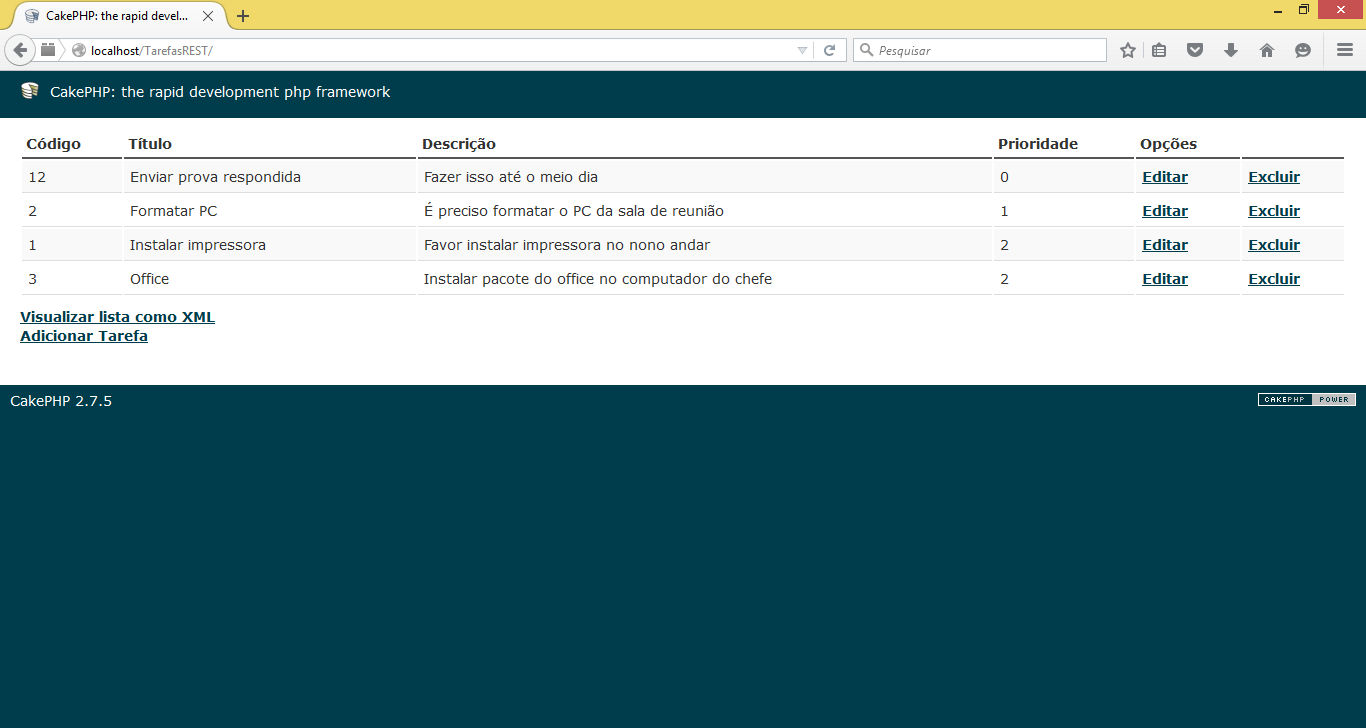 CakePHP: the rapid devel...
localhost/TarefasREST/
Pesquisar
CakePHP: the rapid development php framework
Código Título Descrição Prioridade Opções
12 Enviar prova respondida Fazer isso até o meio dia 0 Editar Excluir
2 Formatar PC É preciso formatar o PC da sala de reunião 1 Editar Excluir
1 Instalar impressora Favor instalar impressora no nono andar 2 Editar Excluir
3 Office Instalar pacote do office no computador do chefe 2 Editar Excluir
Visualizar lista como XML
Adicionar Tarefa
CakePHP 2.7.5
CAKEPHP POWER